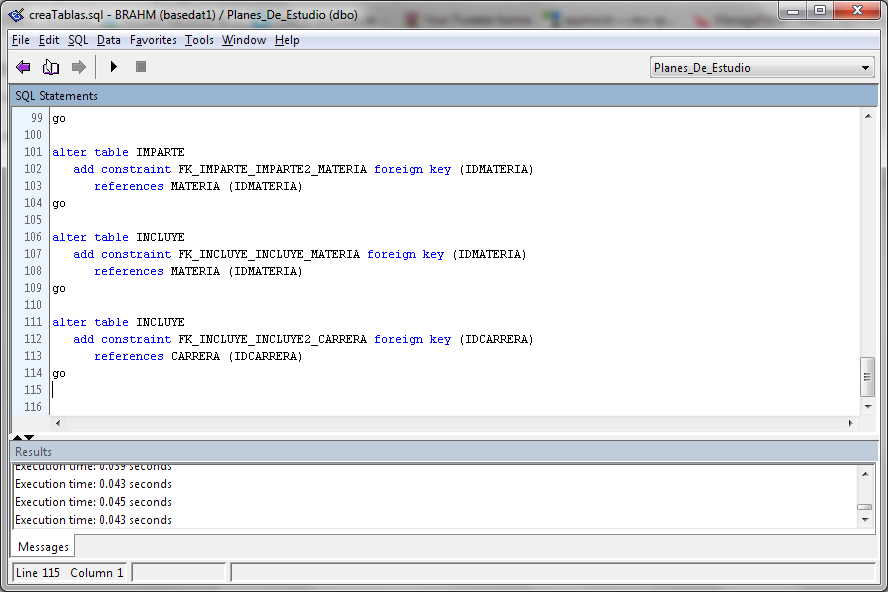 creaTablas.sql - BRAHM (basedat1) / Planes_De_Estudio (dbo)
File Edit SQL Data Favorites Tools Window Help
Planes_De_Estudio
SQL Statements
99 go
100
101 alter table IMPARTE
102 add constraint FK_IMPARTE_IMPARTE2_MATERIA foreign key (IDMATERIA)
103 references MATERIA (IDMATERIA)
104 go
105
106 alter table INCLUYE
107 add constraint FK_INCLUYE_INCLUYE_MATERIA foreign key (IDMATERIA)
108 references MATERIA (IDMATERIA)
109 go
110
111 alter table INCLUYE
112 add constraint FK_INCLUYE_INCLUYE2_CARRERA foreign key (IDCARRERA)
113 references CARRERA (IDCARRERA)
114 go
115
116
Results
Execution time: 0.039 seconds
Execution time: 0.043 seconds
Execution time: 0.045 seconds
Execution time: 0.043 seconds
Messages
Line 115 Column 1